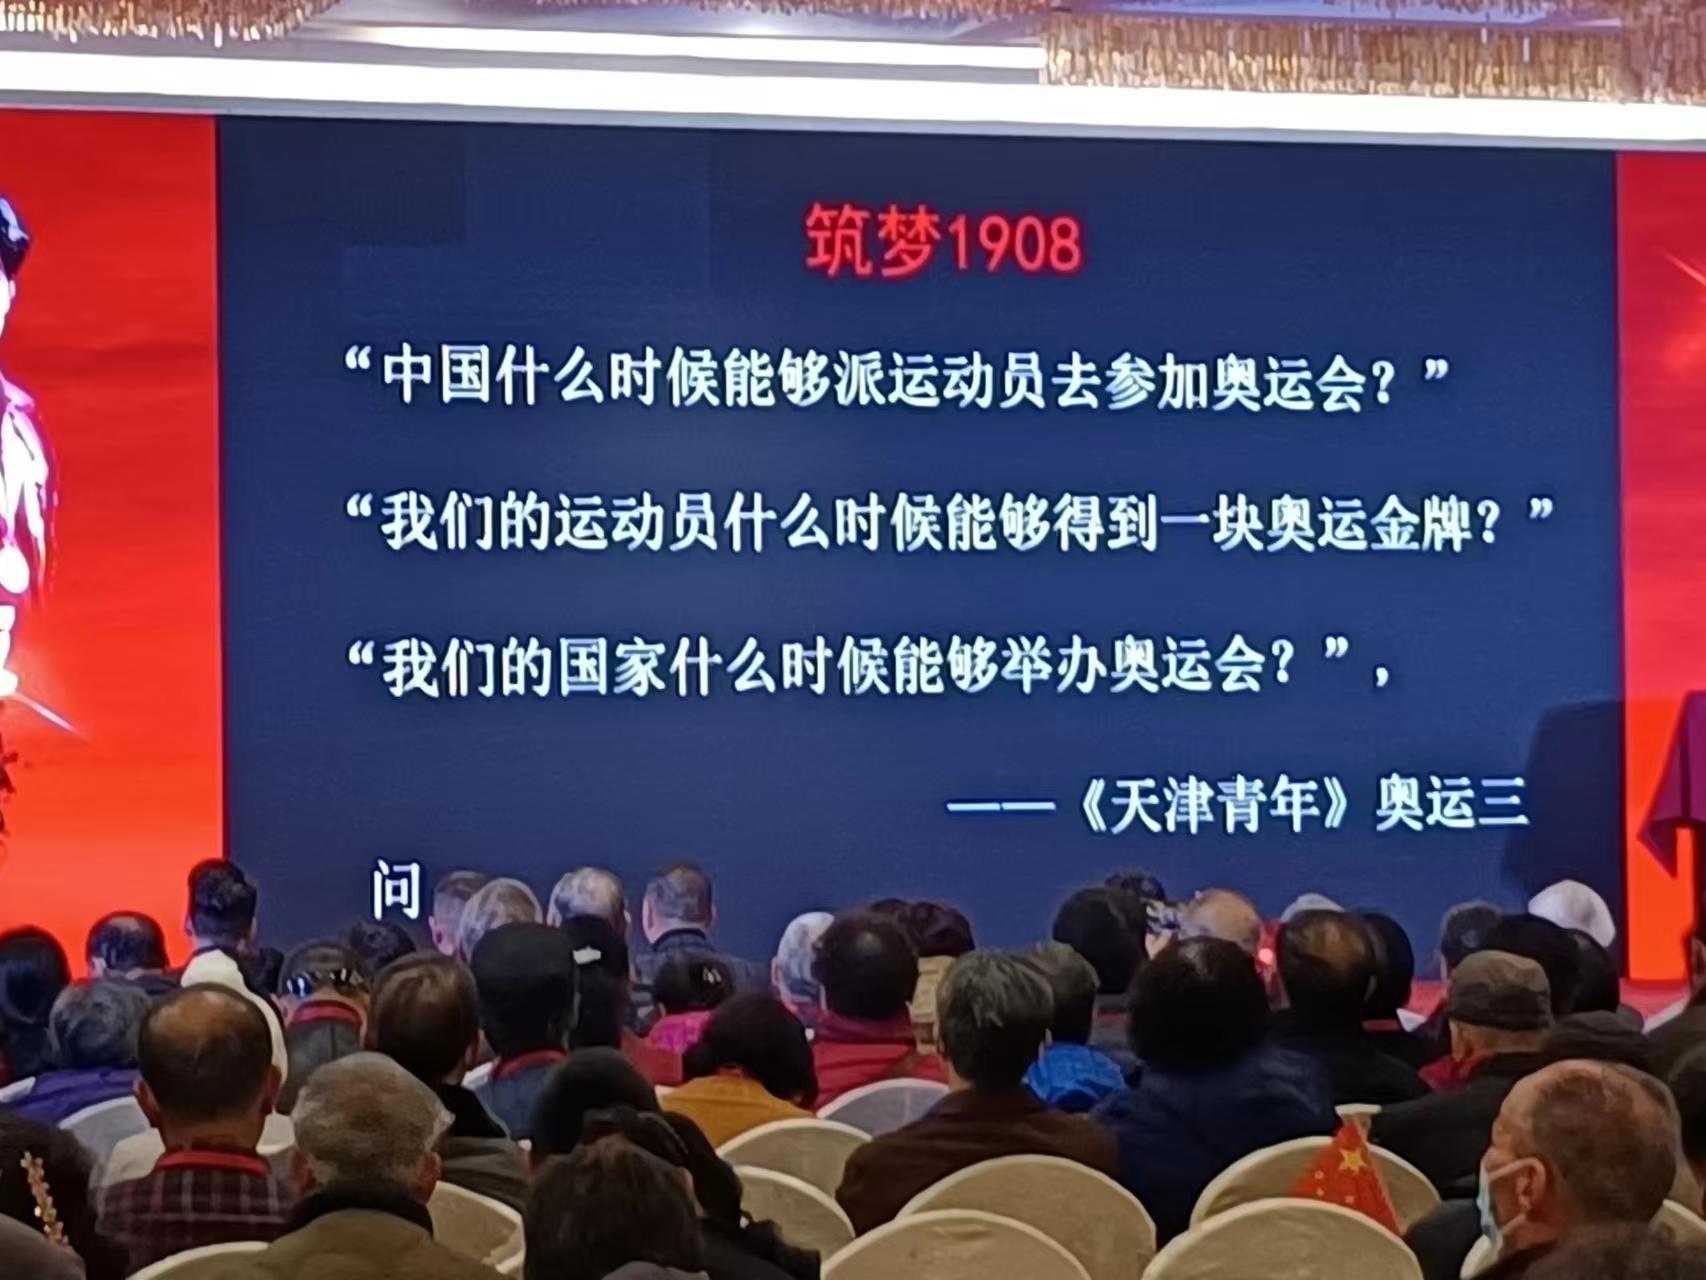 筑梦1908
“中国什么时候能够派运动员去参加奥运会？”
“我们的运动员什么时候能够得到一块奥运金牌？”
“我们的国家什么时候能够举办奥运会？”，
——《天津青年》奥运三
问